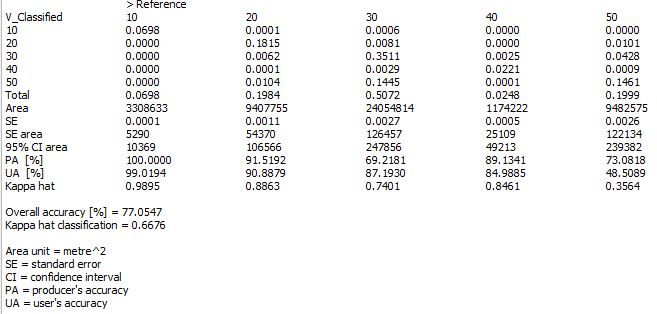 > Reference
V_Classified 10 20 30 40 50
10 0.0698 0.0001 0.0006 0.0000 0.0000
20 0.0000 0.1815 0.0081 0.0000 0.0101
30 0.0000 0.0062 0.3511 0.0025 0.0428
40 0.0000 0.0001 0.0029 0.0221 0.0009
50 0.0000 0.0104 0.1445 0.0001 0.1461
Total 0.0698 0.1984 0.5072 0.0248 0.1999
Area 3308633 9407755 24054814 1174222 9482575
SE 0.0001 0.0011 0.0027 0.0005 0.0026
SE area 5290 54370 126457 25109 122134
95% CI area 10369 106566 247856 49213 239382
PA [%] 100.0000 91.5192 69.2181 89.1341 73.0818
UA [%] 99.0194 90.8879 87.1930 84.9885 48.5089
Kappa hat 0.9895 0.8863 0.7401 0.8461 0.3564
Overall accuracy [%] = 77.0547
Kappa hat classification = 0.6676
Area unit = metre^2
SE = standard error
CI = confidence interval
PA = producer's accuracy
UA = user's accuracy